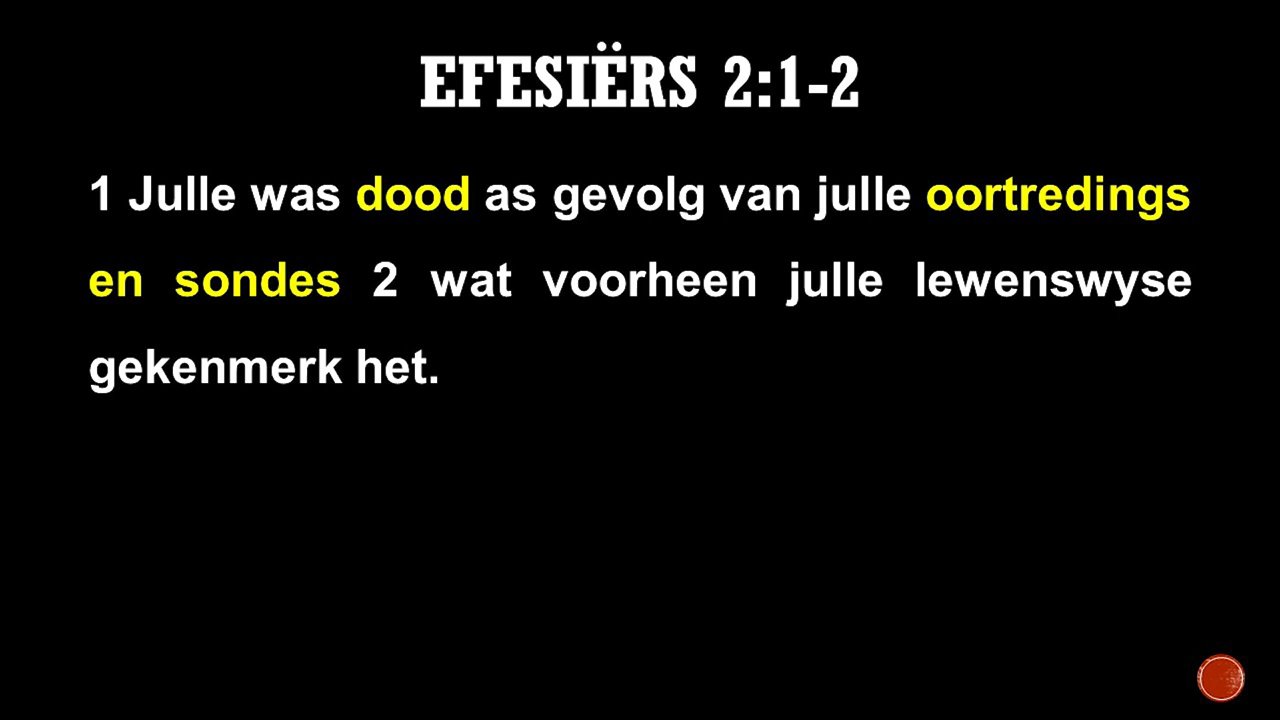 EFESIËRS 2:1-2
1 Julle was dood as gevolg van julle oortredings
en sondes 2 wat voorheen julle lewenswyse
gekenmerk het.